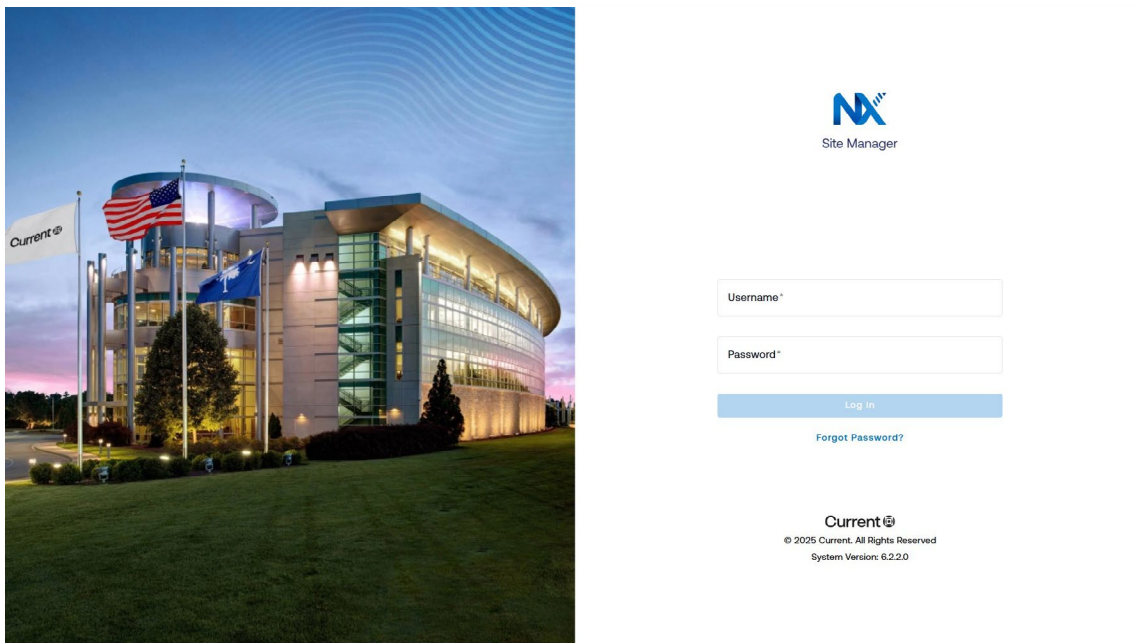 Current
NX
Site Manager
Username*
Password*
Log In
Forgot Password?
Current
© 2025 Current. All Rights Reserved
System Version: 6.2.2.0